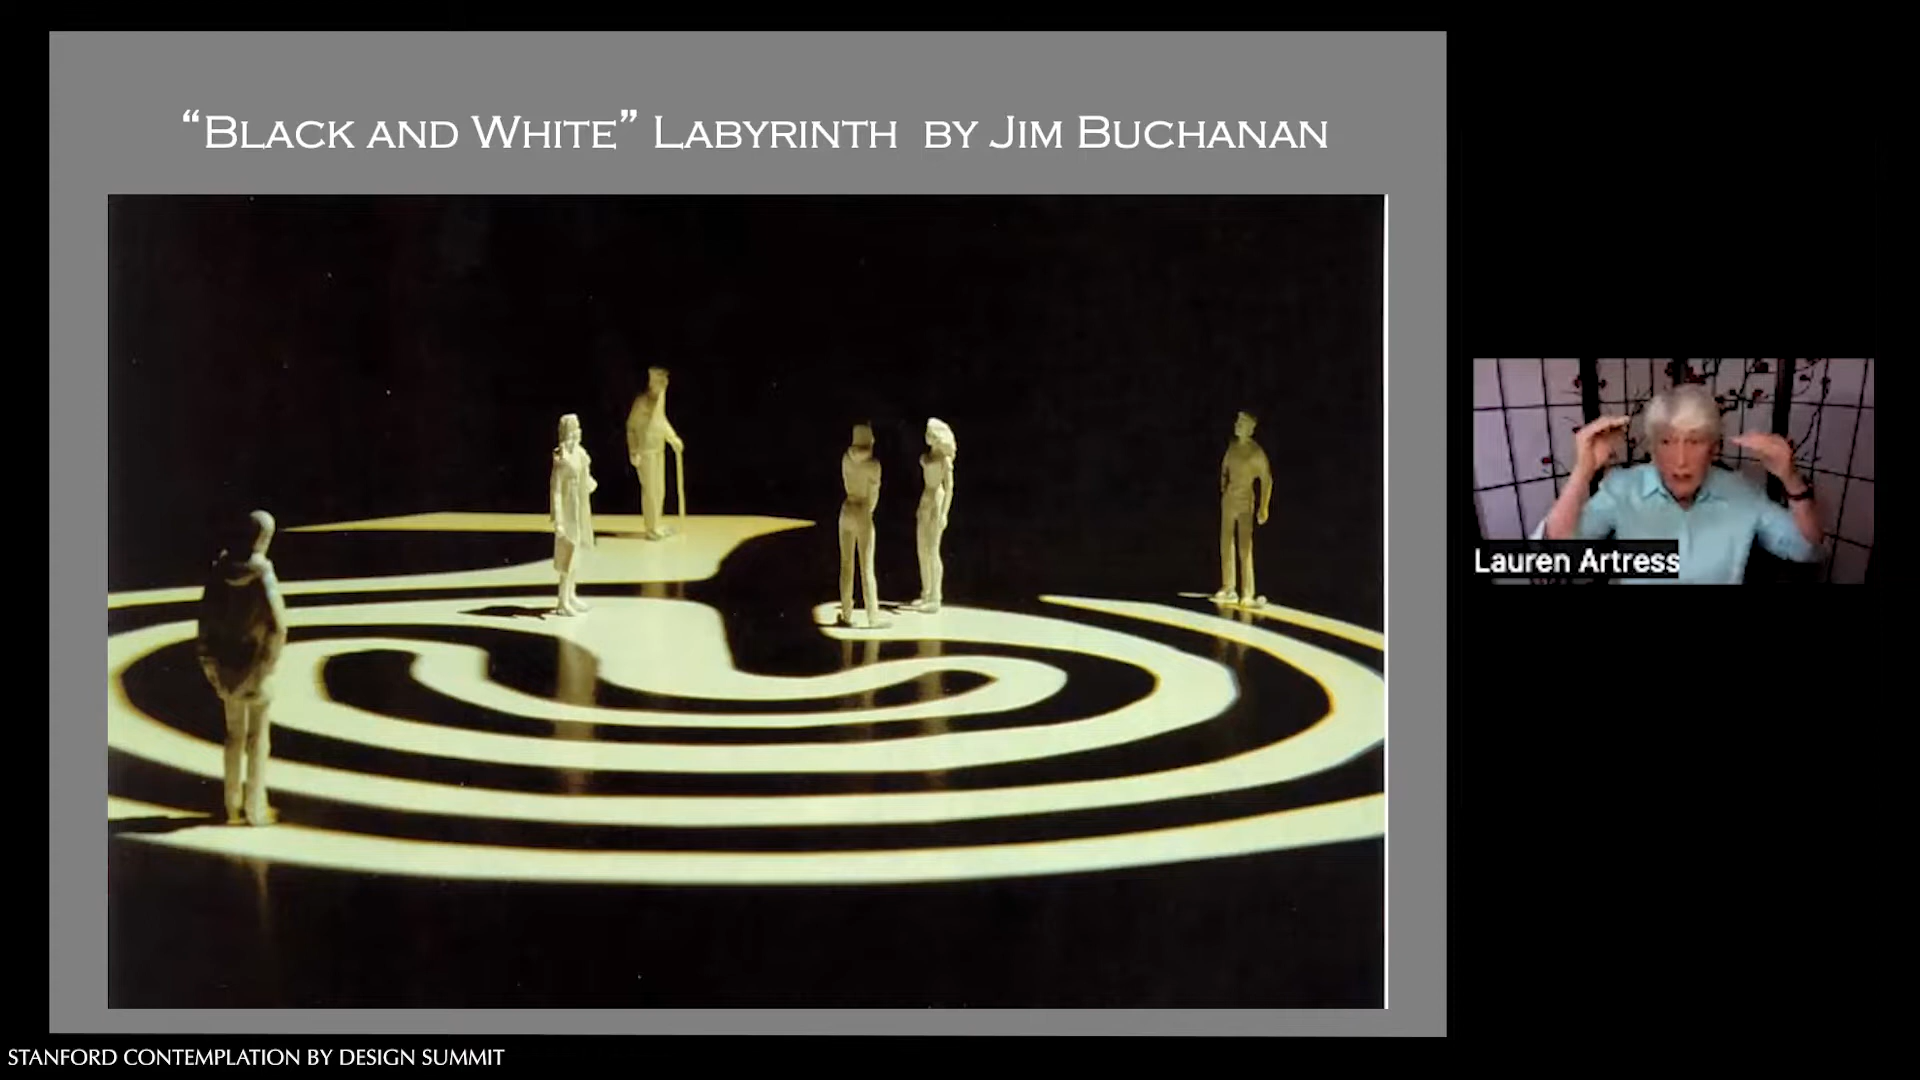 “Black and White” Labyrinth by Jim Buchanan
Lauren Artress
STANFORD CONTEMPLATION BY DESIGN SUMMIT